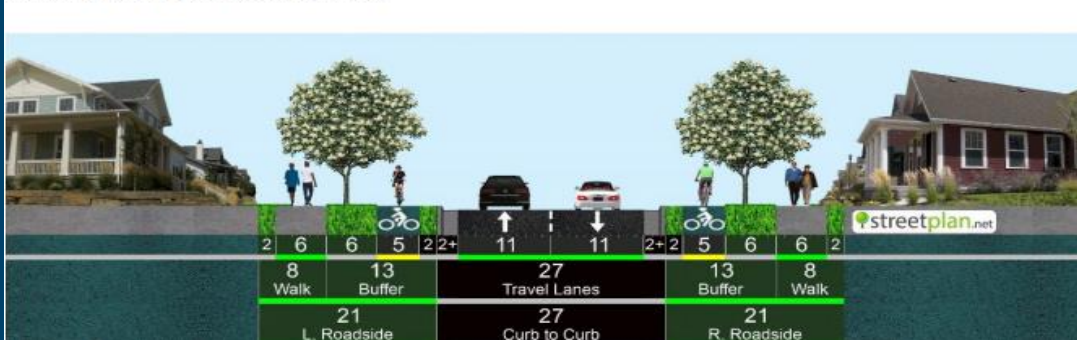 streetplan.net
2 6 6 5 2 2+ 11 11 2+ 2 5 6 6 2
8 13 27 13 8
Walk Buffer Travel Lanes Buffer Walk
21 27 21
L. Roadside Curb to Curb R. Roadside